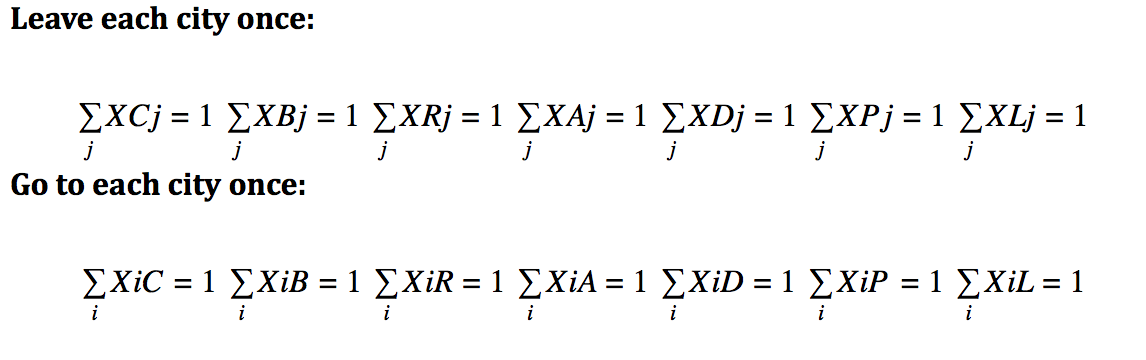 Leave each city once:
∑XCj = 1 ∑XBj = 1 ∑XRj = 1 ∑XAj = 1 ∑XDj = 1 ∑XPj = 1 ∑XLj = 1
j j j j j j j
Go to each city once:
∑XiC = 1 ∑XiB = 1 ∑XiR = 1 ∑XiA = 1 ∑XiD = 1 ∑XiP = 1 ∑XiL = 1
i i i i i i i